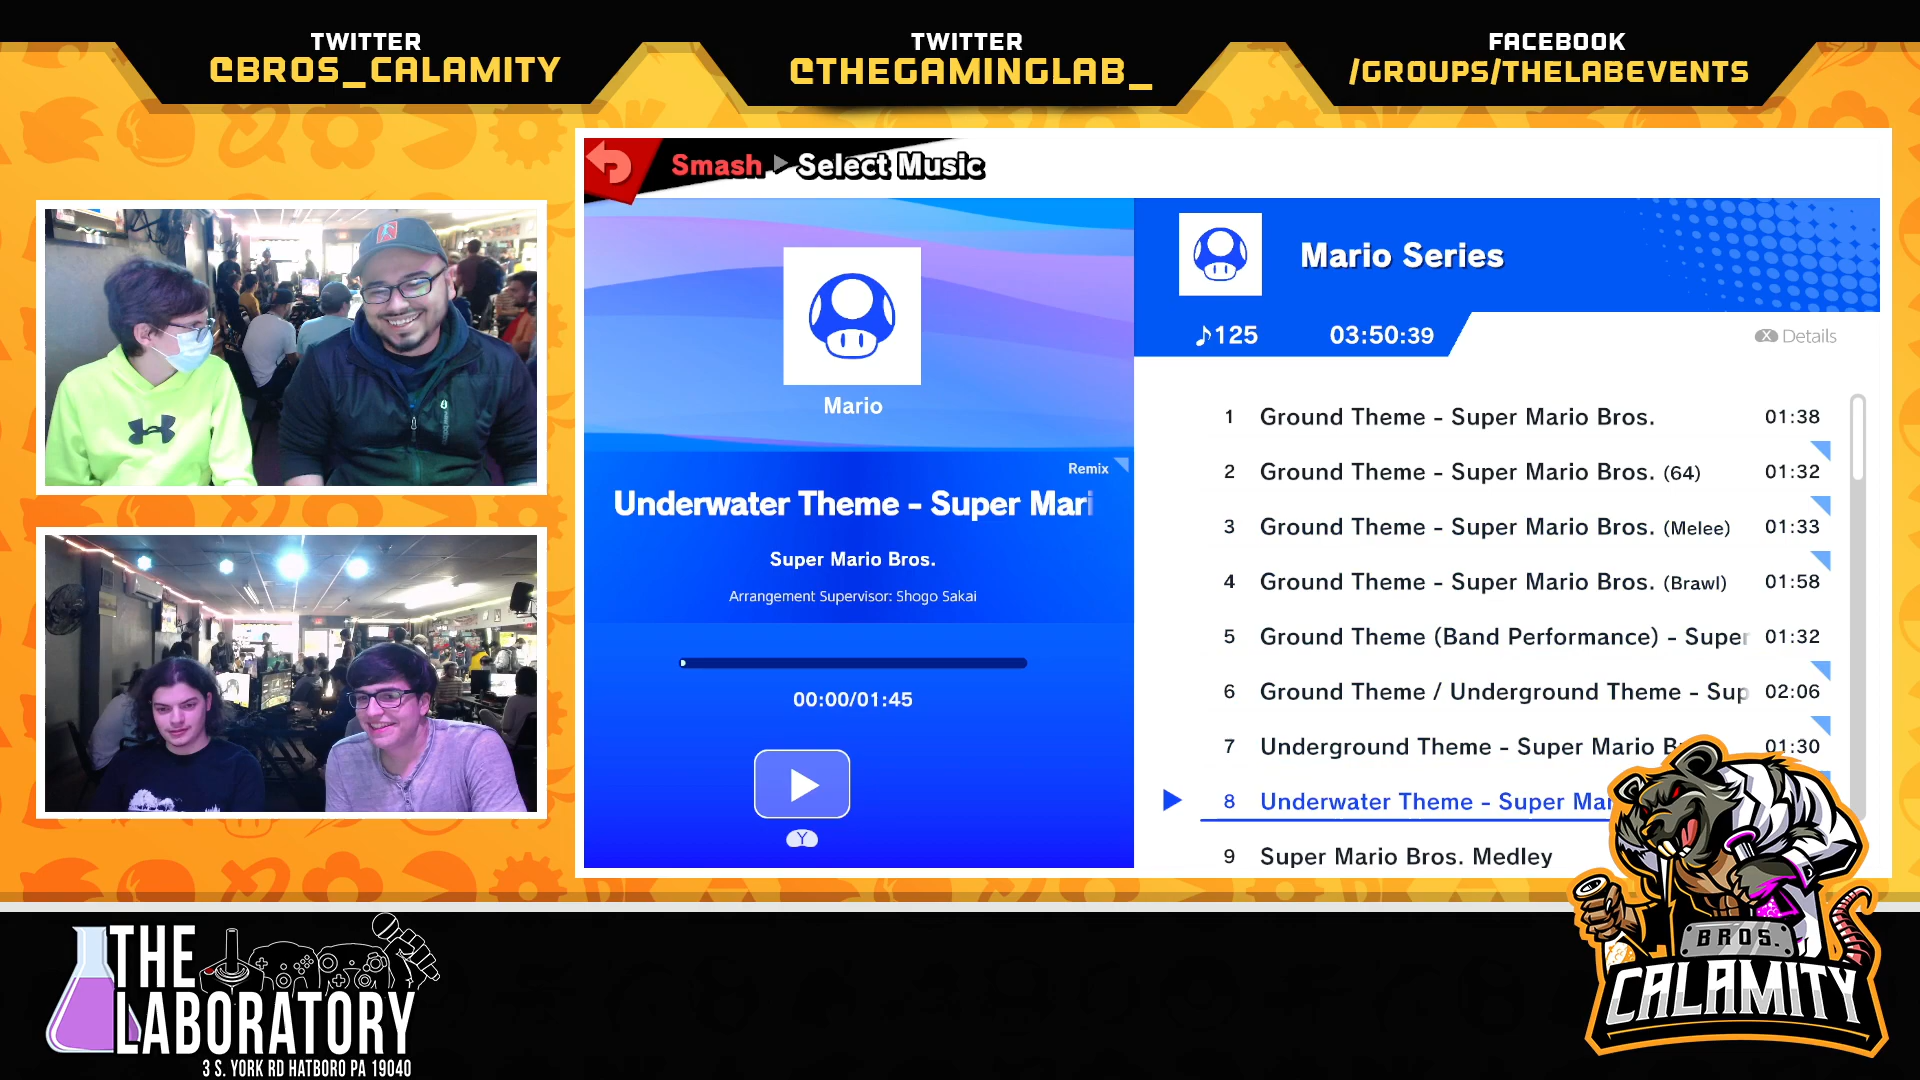 TWITTER
@BROS_CALAMITY
TWITTER
@THEGAMINGLAB_
FACEBOOK
/GROUPS/THELABEVENTS
Smash ▶ Select Music
Mario
Remix
Underwater Theme - Super Mari
Super Mario Bros.
Arrangement Supervisor: Shogo Sakai
00:00/01:45
Y
Mario Series
♪125 03:50:39
X Details
1 Ground Theme - Super Mario Bros. 01:38
2 Ground Theme - Super Mario Bros. (64) 01:32
3 Ground Theme - Super Mario Bros. (Melee) 01:33
4 Ground Theme - Super Mario Bros. (Brawl) 01:58
5 Ground Theme (Band Performance) - Super 01:32
6 Ground Theme / Underground Theme - Sup 02:06
7 Underground Theme - Super Mario B 01:30
8 Underwater Theme - Super Mar
9 Super Mario Bros. Medley
THE
LABORATORY
3 S. YORK RD HATBORO PA 19040
BROS.
CALAMITY